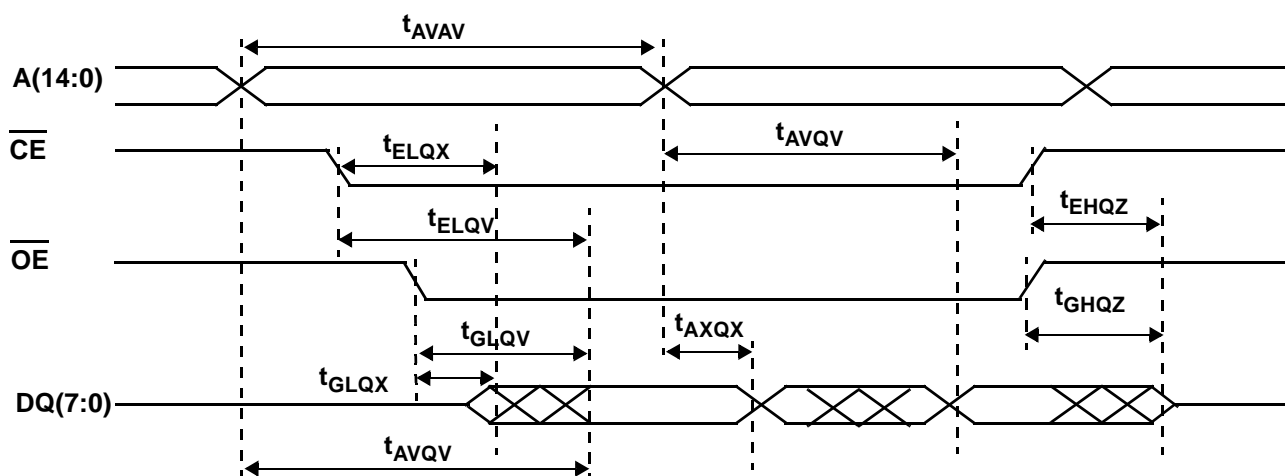 tAVAV
A(14:0)
CE
tELQX
tAVQV
tELQV
tEHQZ
OE
tGHQZ
tGLQV
tAXQX
tGLQX
DQ(7:0)
tAVQV